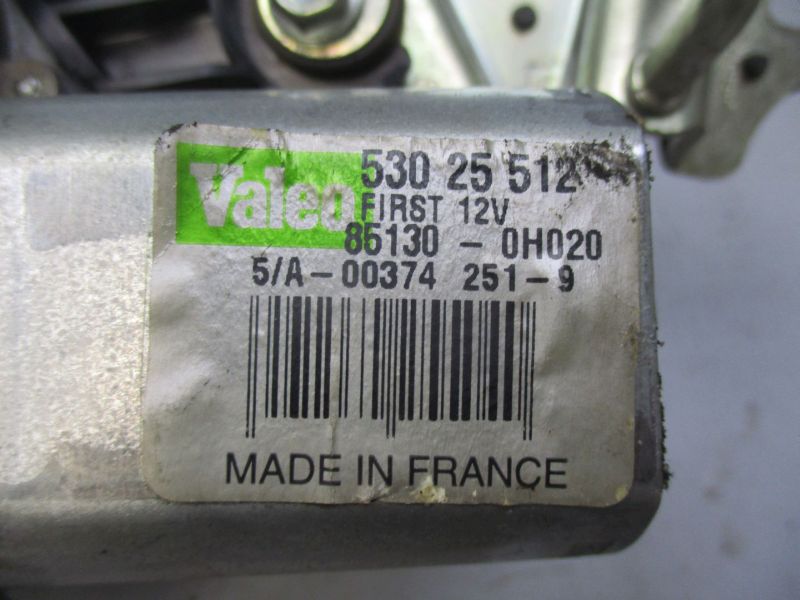 Valeo 530 25 512
FIRST 12V
85130 - 0H020
5/A-00374 251-9
MADE IN FRANCE